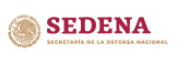 SEDENA
SECRETARÍA DE LA DEFENSA NACIONAL